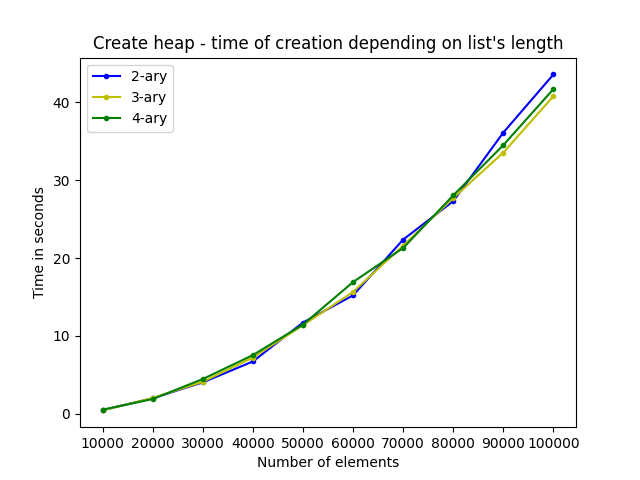 Create heap - time of creation depending on list's length
2-ary
3-ary
4-ary
40
30
20
10
0
Time in seconds
10000 20000 30000 40000 50000 60000 70000 80000 90000 100000
Number of elements